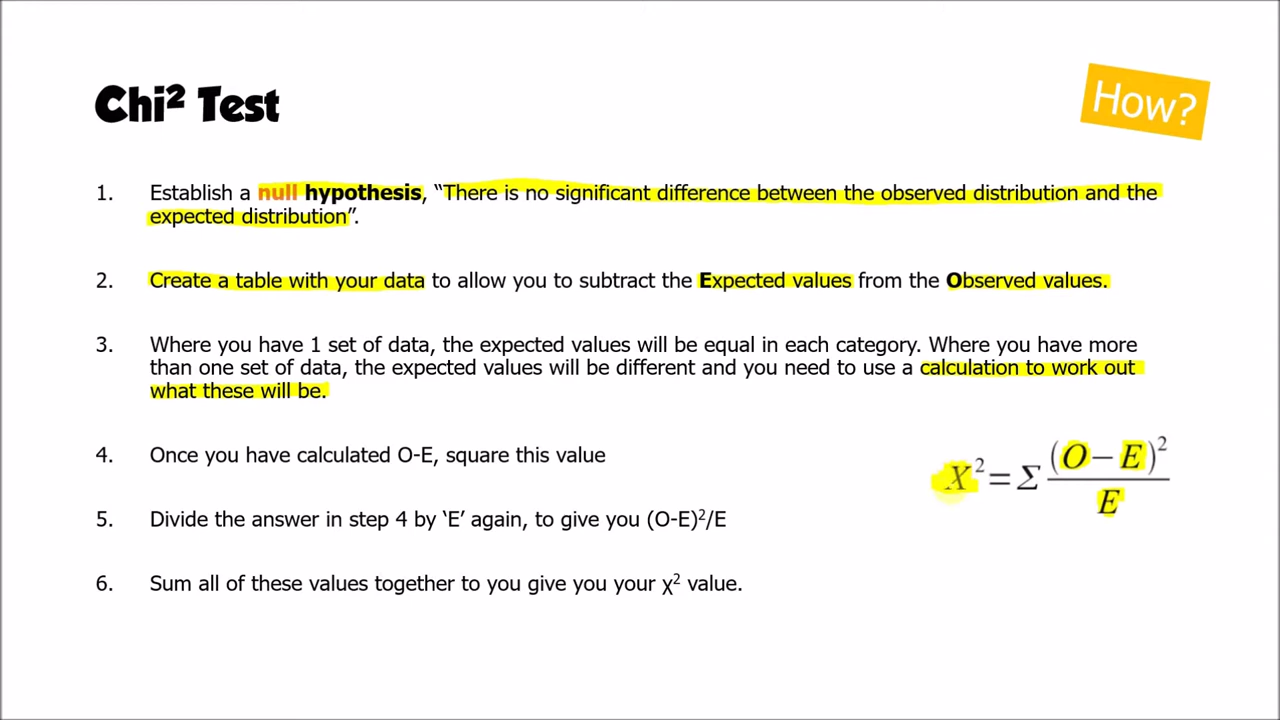 Chi² Test
How?
1. Establish a null hypothesis, “There is no significant difference between the observed distribution and the
expected distribution”.
2. Create a table with your data to allow you to subtract the Expected values from the Observed values.
3. Where you have 1 set of data, the expected values will be equal in each category. Where you have more
than one set of data, the expected values will be different and you need to use a calculation to work out
what these will be.
4. Once you have calculated O-E, square this value
X² = Σ (O − E)² / E
5. Divide the answer in step 4 by ‘E’ again, to give you (O-E)²/E
6. Sum all of these values together to you give you your χ² value.